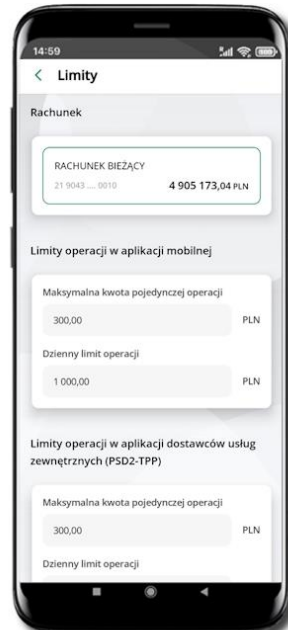 14:59
Limity
Rachunek
RACHUNEK BIEŻĄCY
21 9043 .... 0010 4 905 173,04 PLN
Limity operacji w aplikacji mobilnej
Maksymalna kwota pojedynczej operacji
300,00 PLN
Dzienny limit operacji
1 000,00 PLN
Limity operacji w aplikacji dostawców usług
zewnętrznych (PSD2-TPP)
Maksymalna kwota pojedynczej operacji
300,00 PLN
Dzienny limit operacji